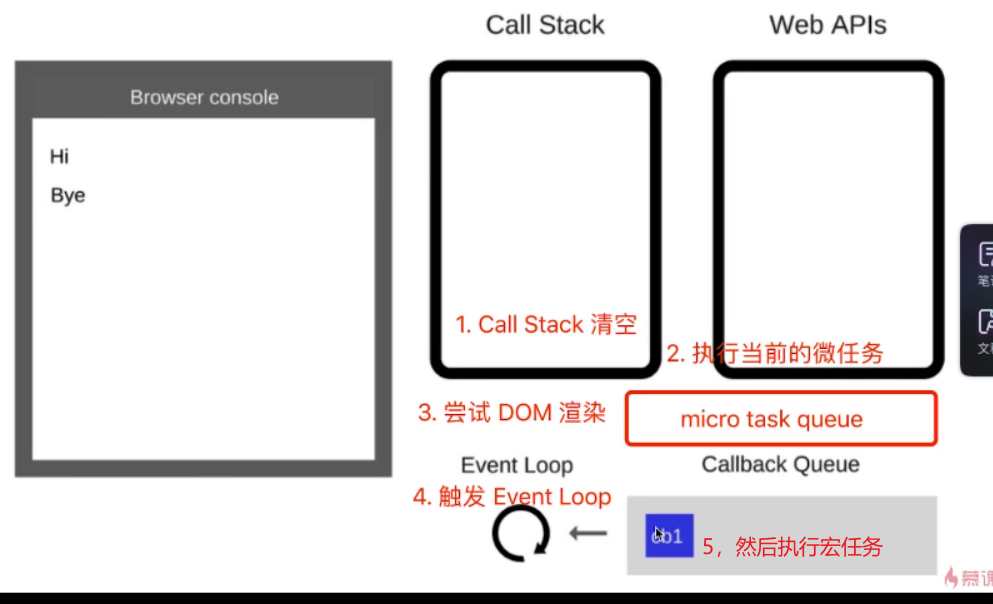 Call Stack
Web APIs
Browser console
Hi
Bye
1. Call Stack 清空
2. 执行当前的微任务
3. 尝试 DOM 渲染
micro task queue
Event Loop
Callback Queue
4. 触发 Event Loop
cb1
5，然后执行宏任务